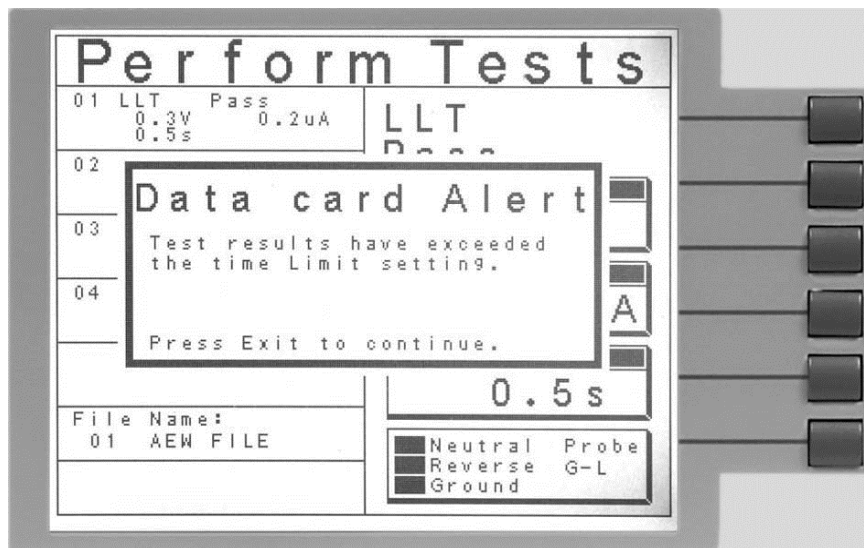 Perform Tests
01 LLT Pass
0.3V 0.2uA
0.5s
02
03
04
File Name:
01 AEW FILE
LLT
Pass
Data card Alert
Test results have exceeded
the time Limit setting.
Press Exit to continue.
A
0.5s
Neutral Probe
Reverse G-L
Ground